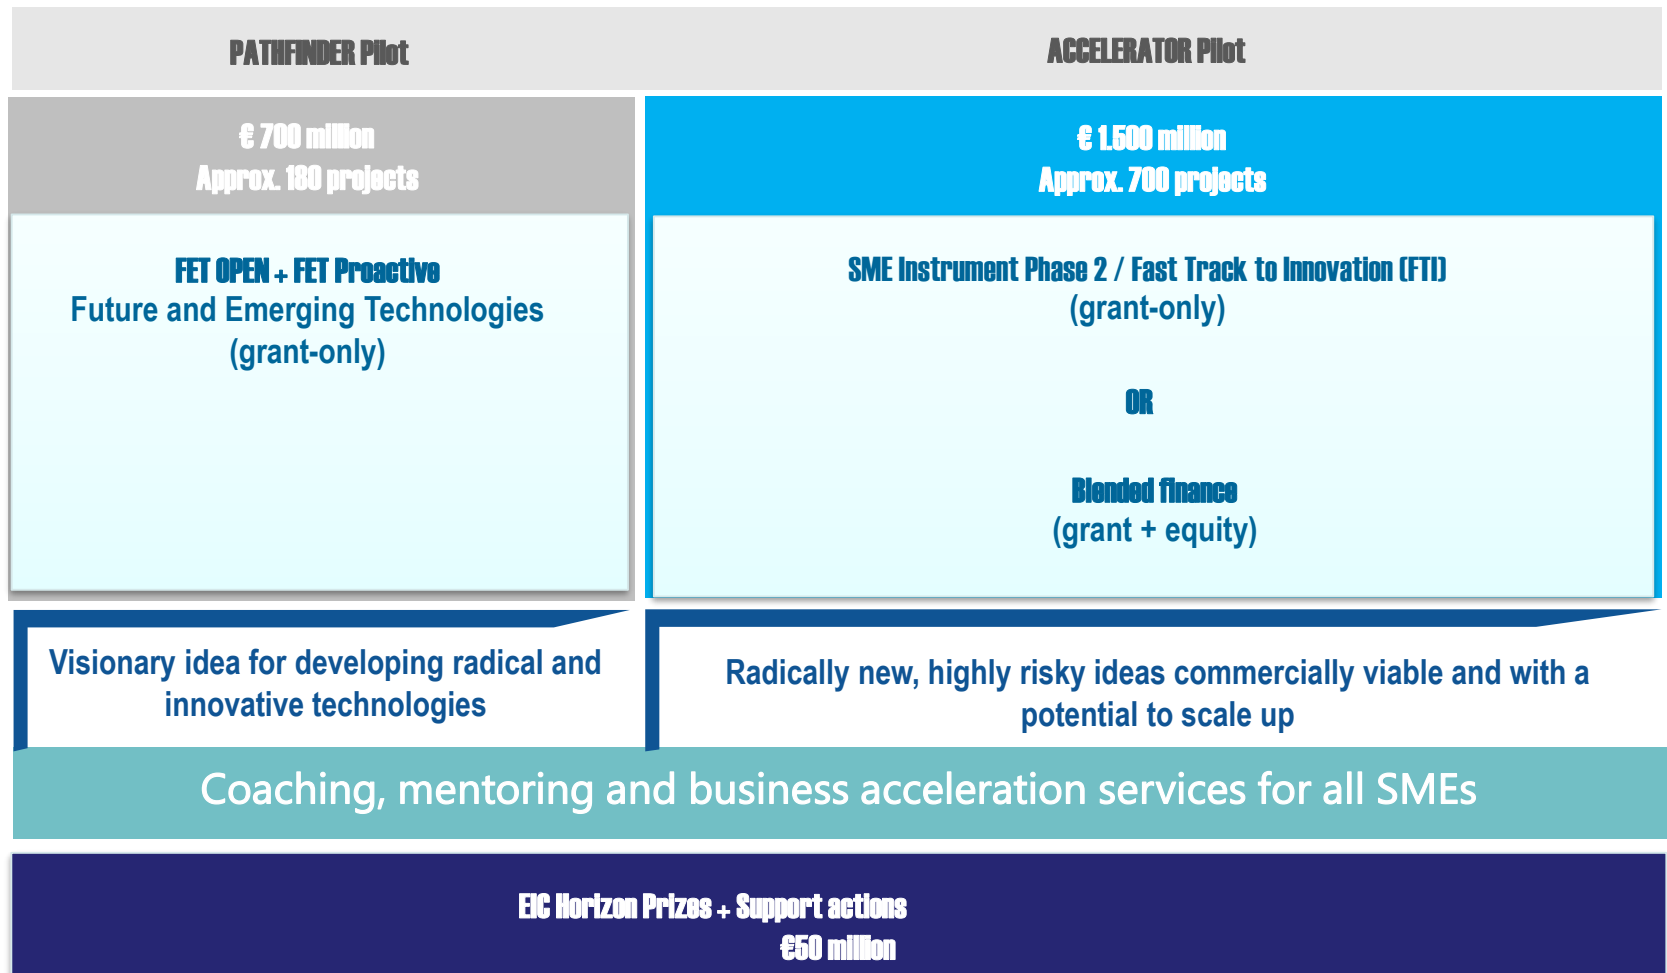 PATHFINDER Pilot
ACCELERATOR Pilot
€ 700 million
Approx. 180 projects
€ 1.500 million
Approx. 700 projects
FET OPEN + FET Proactive
Future and Emerging Technologies
(grant-only)
SME Instrument Phase 2 / Fast Track to Innovation (FTI)
(grant-only)
OR
Blended finance
(grant + equity)
Visionary idea for developing radical and
innovative technologies
Radically new, highly risky ideas commercially viable and with a
potential to scale up
Coaching, mentoring and business acceleration services for all SMEs
EIC Horizon Prizes + Support actions
€50 million